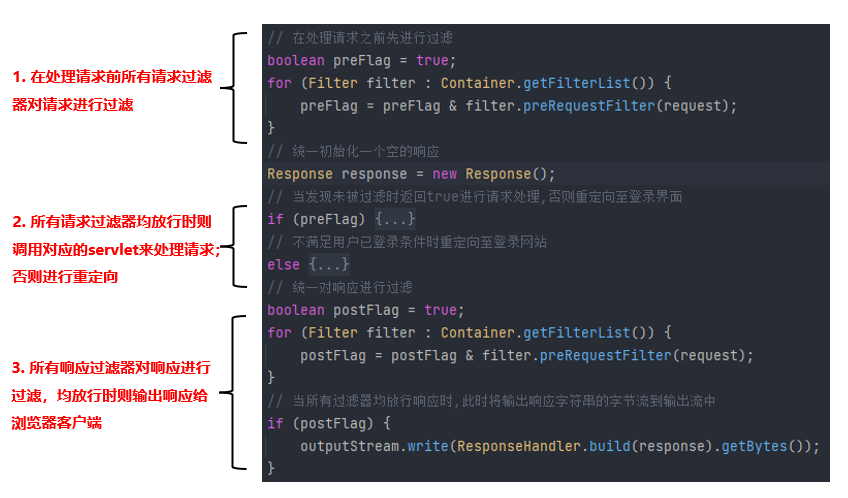 1. 在处理请求前所有请求过滤
器对请求进行过滤
2. 所有请求过滤器均放行时则
调用对应的servlet来处理请求;
否则进行重定向
3. 所有响应过滤器对响应进行
过滤，均放行时则输出响应给
浏览器客户端
// 在处理请求之前先进行过滤
boolean preFlag = true;
for (Filter filter : Container.getFilterList()) {
preFlag = preFlag & filter.preRequestFilter(request);
}
// 统一初始化一个空的响应
Response response = new Response();
// 当发现未被过滤时返回true进行请求处理,否则重定向至登录界面
if (preFlag) {...}
// 不满足用户已登录条件时重定向至登录网站
else {...}
// 统一对响应进行过滤
boolean postFlag = true;
for (Filter filter : Container.getFilterList()) {
postFlag = postFlag & filter.preRequestFilter(request);
}
// 当所有过滤器均放行响应时,此时将输出响应字符串的字节流到输出流中
if (postFlag) {
outputStream.write(ResponseHandler.build(response).getBytes());
}